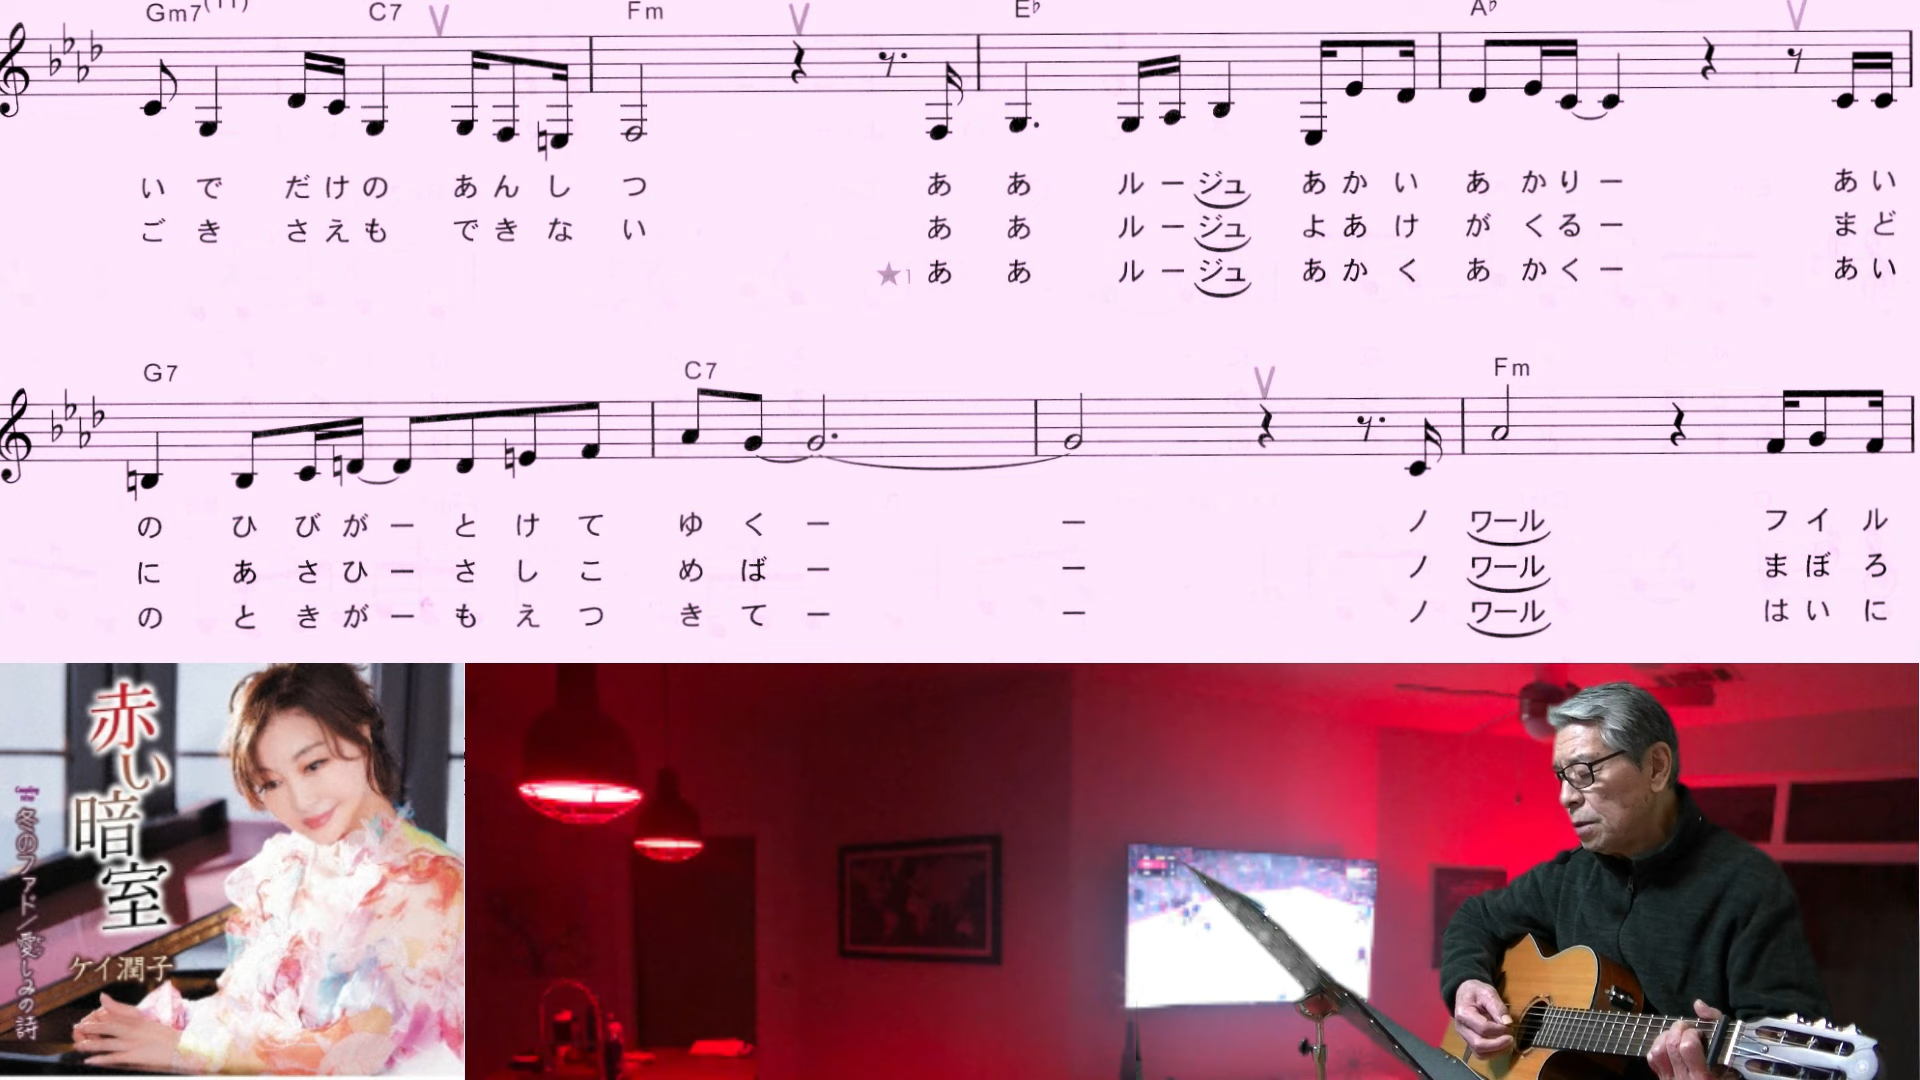 Gm7(11) C7 Fm E♭ A♭
いで だけの あんし つ あ あ ルージュ あかい あ かりー あい
ごき さえも できな い あ あ ルージュ よあけ が くるー まど
★1 あ あ ルージュ あかく あ かくー あい
G7 C7 Fm
の ひびがーとけて ゆくー ー ノ ワール フイル
に あさひーさしこ めばー ー ノ ワール まぼろ
の ときがーもえつ きてー ー ノ ワール はいに
赤い暗室
Coupling With
冬のファド/愛しみの詩
ケイ潤子